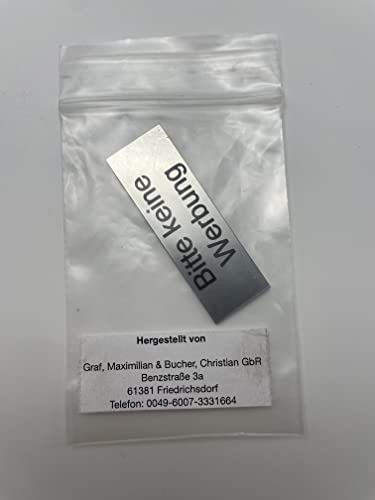 Bitte keine
Werbung
Hergestellt von
Graf, Maximilian & Bucher, Christian GbR
Benzstraße 3a
61381 Friedrichsdorf
Telefon: 0049-6007-3331664